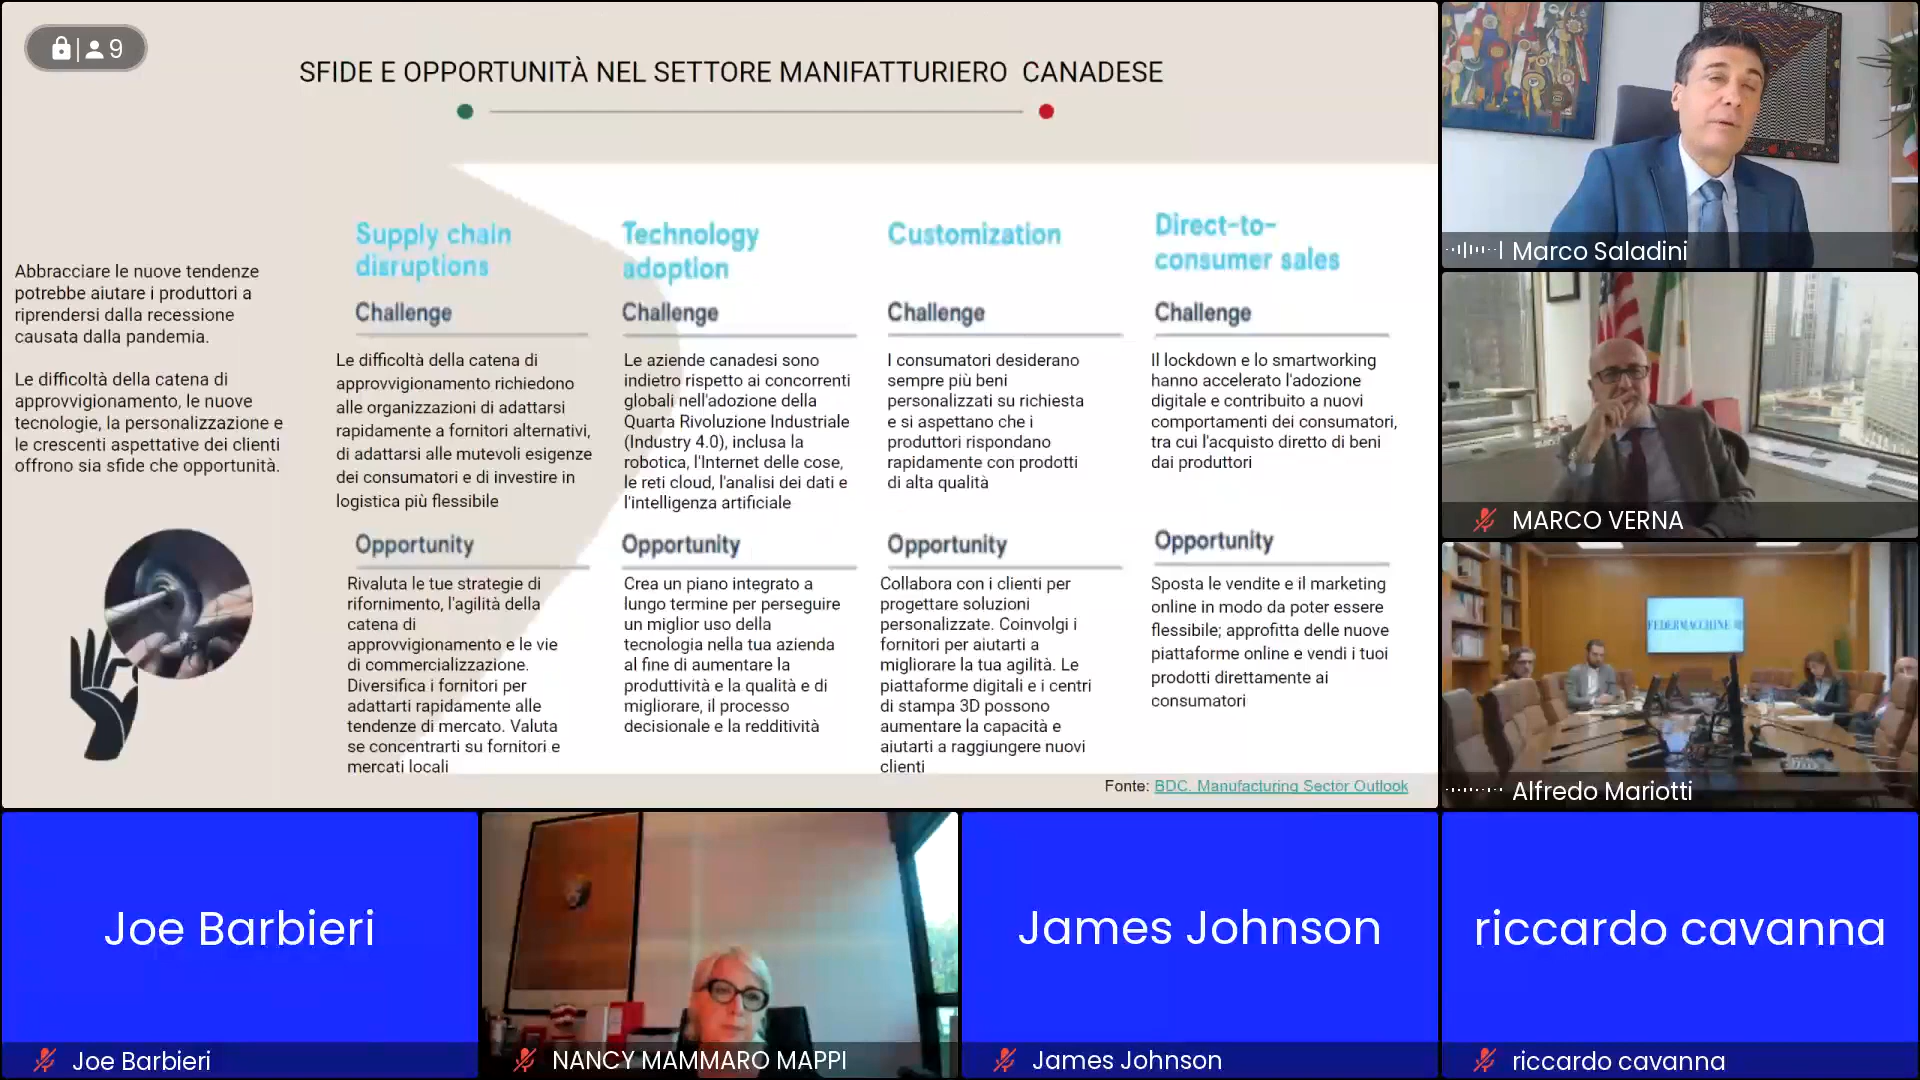 9
SFIDE E OPPORTUNITÀ NEL SETTORE MANIFATTURIERO CANADESE
Abbracciare le nuove tendenze
potrebbe aiutare i produttori a
riprendersi dalla recessione
causata dalla pandemia.
Le difficoltà della catena di
approvvigionamento, le nuove
tecnologie, la personalizzazione e
le crescenti aspettative dei clienti
offrono sia sfide che opportunità.
Supply chain
disruptions
Challenge
Le difficoltà della catena di
approvvigionamento richiedono
alle organizzazioni di adattarsi
rapidamente a fornitori alternativi,
di adattarsi alle mutevoli esigenze
dei consumatori e di investire in
logistica più flessibile
Opportunity
Rivaluta le tue strategie di
rifornimento, l'agilità della
catena di
approvvigionamento e le vie
di commercializzazione.
Diversifica i fornitori per
adattarti rapidamente alle
tendenze di mercato. Valuta
se concentrarti su fornitori e
mercati locali
Technology
adoption
Challenge
Le aziende canadesi sono
indietro rispetto ai concorrenti
globali nell'adozione della
Quarta Rivoluzione Industriale
(Industry 4.0), inclusa la
robotica, l'Internet delle cose,
le reti cloud, l'analisi dei dati e
l'intelligenza artificiale
Opportunity
Crea un piano integrato a
lungo termine per perseguire
un miglior uso della
tecnologia nella tua azienda
al fine di aumentare la
produttività e la qualità e di
migliorare, il processo
decisionale e la redditività
Customization
Challenge
I consumatori desiderano
sempre più beni
personalizzati su richiesta
e si aspettano che i
produttori rispondano
rapidamente con prodotti
di alta qualità
Opportunity
Collabora con i clienti per
progettare soluzioni
personalizzate. Coinvolgi i
fornitori per aiutarti a
migliorare la tua agilità. Le
piattaforme digitali e i centri
di stampa 3D possono
aumentare la capacità e
aiutarti a raggiungere nuovi
clienti
Direct-to-
consumer sales
Challenge
Il lockdown e lo smartworking
hanno accelerato l'adozione
digitale e contribuito a nuovi
comportamenti dei consumatori,
tra cui l'acquisto diretto di beni
dai produttori
Opportunity
Sposta le vendite e il marketing
online in modo da poter essere
flessibile; approfitta delle nuove
piattaforme online e vendi i tuoi
prodotti direttamente ai
consumatori
Fonte: BDC. Manufacturing Sector Outlook
Marco Saladini
MARCO VERNA
FEDERMACCHINE
Alfredo Mariotti
Joe Barbieri
Joe Barbieri
NANCY MAMMARO MAPPI
James Johnson
James Johnson
riccardo cavanna
riccardo cavanna